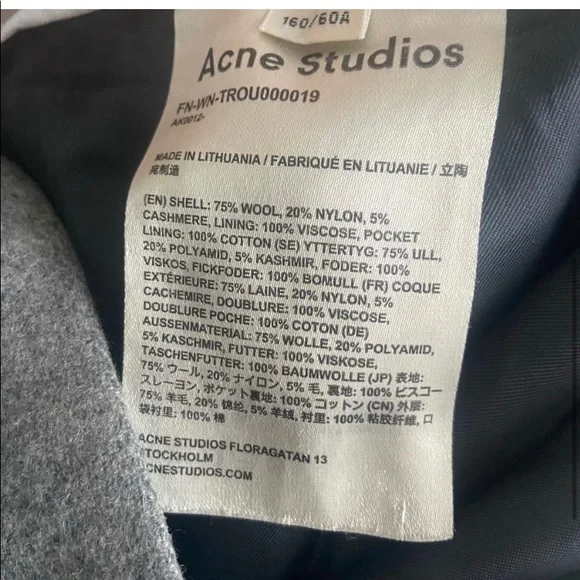 160/60A
Acne Studios
FN-WN-TROU000019
AK0012-
MADE IN LITHUANIA / FABRIQUÉ EN LITUANIE / 立陶
宛制造
(EN) SHELL: 75% WOOL, 20% NYLON, 5%
CASHMERE, LINING: 100% VISCOSE, POCKET
LINING: 100% COTTON (SE) YTTERTYG: 75% ULL,
20% POLYAMID, 5% KASHMIR, FODER: 100%
VISKOS, FICKFODER: 100% BOMULL (FR) COQUE
EXTÉRIEURE: 75% LAINE, 20% NYLON, 5%
CACHEMIRE, DOUBLURE: 100% VISCOSE,
DOUBLURE POCHE: 100% COTON (DE)
AUSSENMATERIAL: 75% WOLLE, 20% POLYAMID,
5% KASCHMIR, FUTTER: 100% VISKOSE,
TASCHENFUTTER: 100% BAUMWOLLE (JP) 表地:
75% ウール, 20% ナイロン, 5% 毛, 裏地: 100% ビスコー
スレーヨン, ポケット裏地: 100% コットン (CN) 外层:
75% 羊毛, 20% 锦纶, 5% 羊绒, 衬里: 100% 粘胶纤维, 口
袋衬里: 100% 棉
ACNE STUDIOS FLORAGATAN 13
STOCKHOLM
ACNESTUDIOS.COM